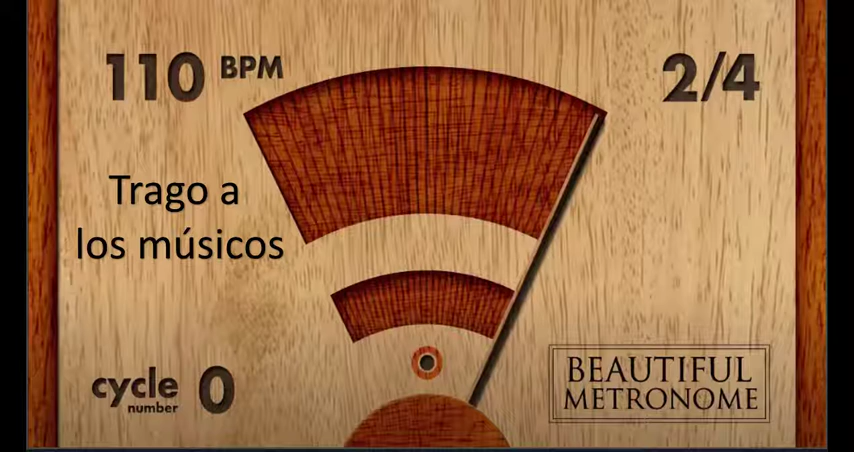 110 BPM
2/4
Trago a
los músicos
cycle
number
0
BEAUTIFUL
METRONOME